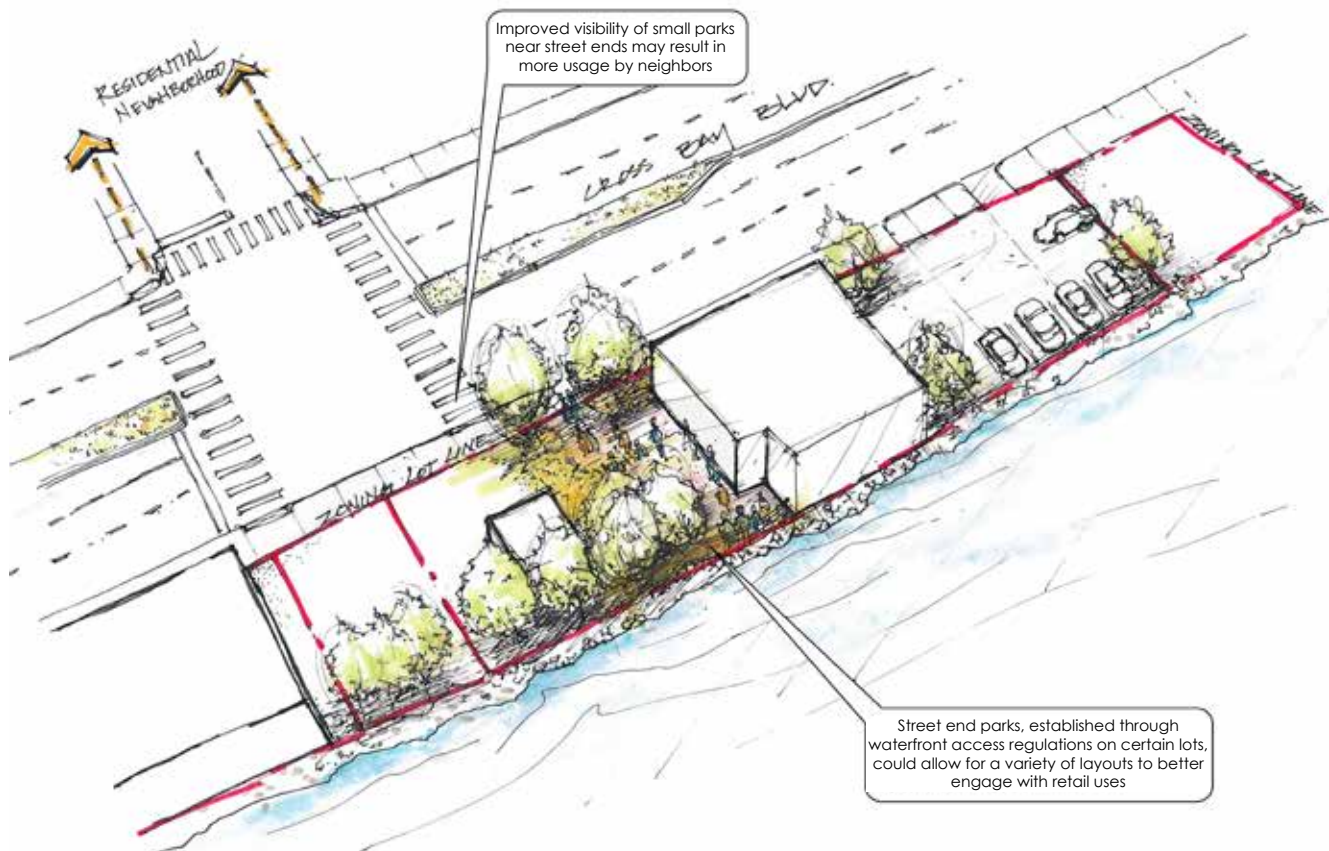 Improved visibility of small parks
near street ends may result in
more usage by neighbors
RESIDENTIAL
NEIGHBORHOOD
CROSS BAY BLVD.
ZONING LOT LINE
ZONING LOT LINE
Street end parks, established through
waterfront access regulations on certain lots,
could allow for a variety of layouts to better
engage with retail uses